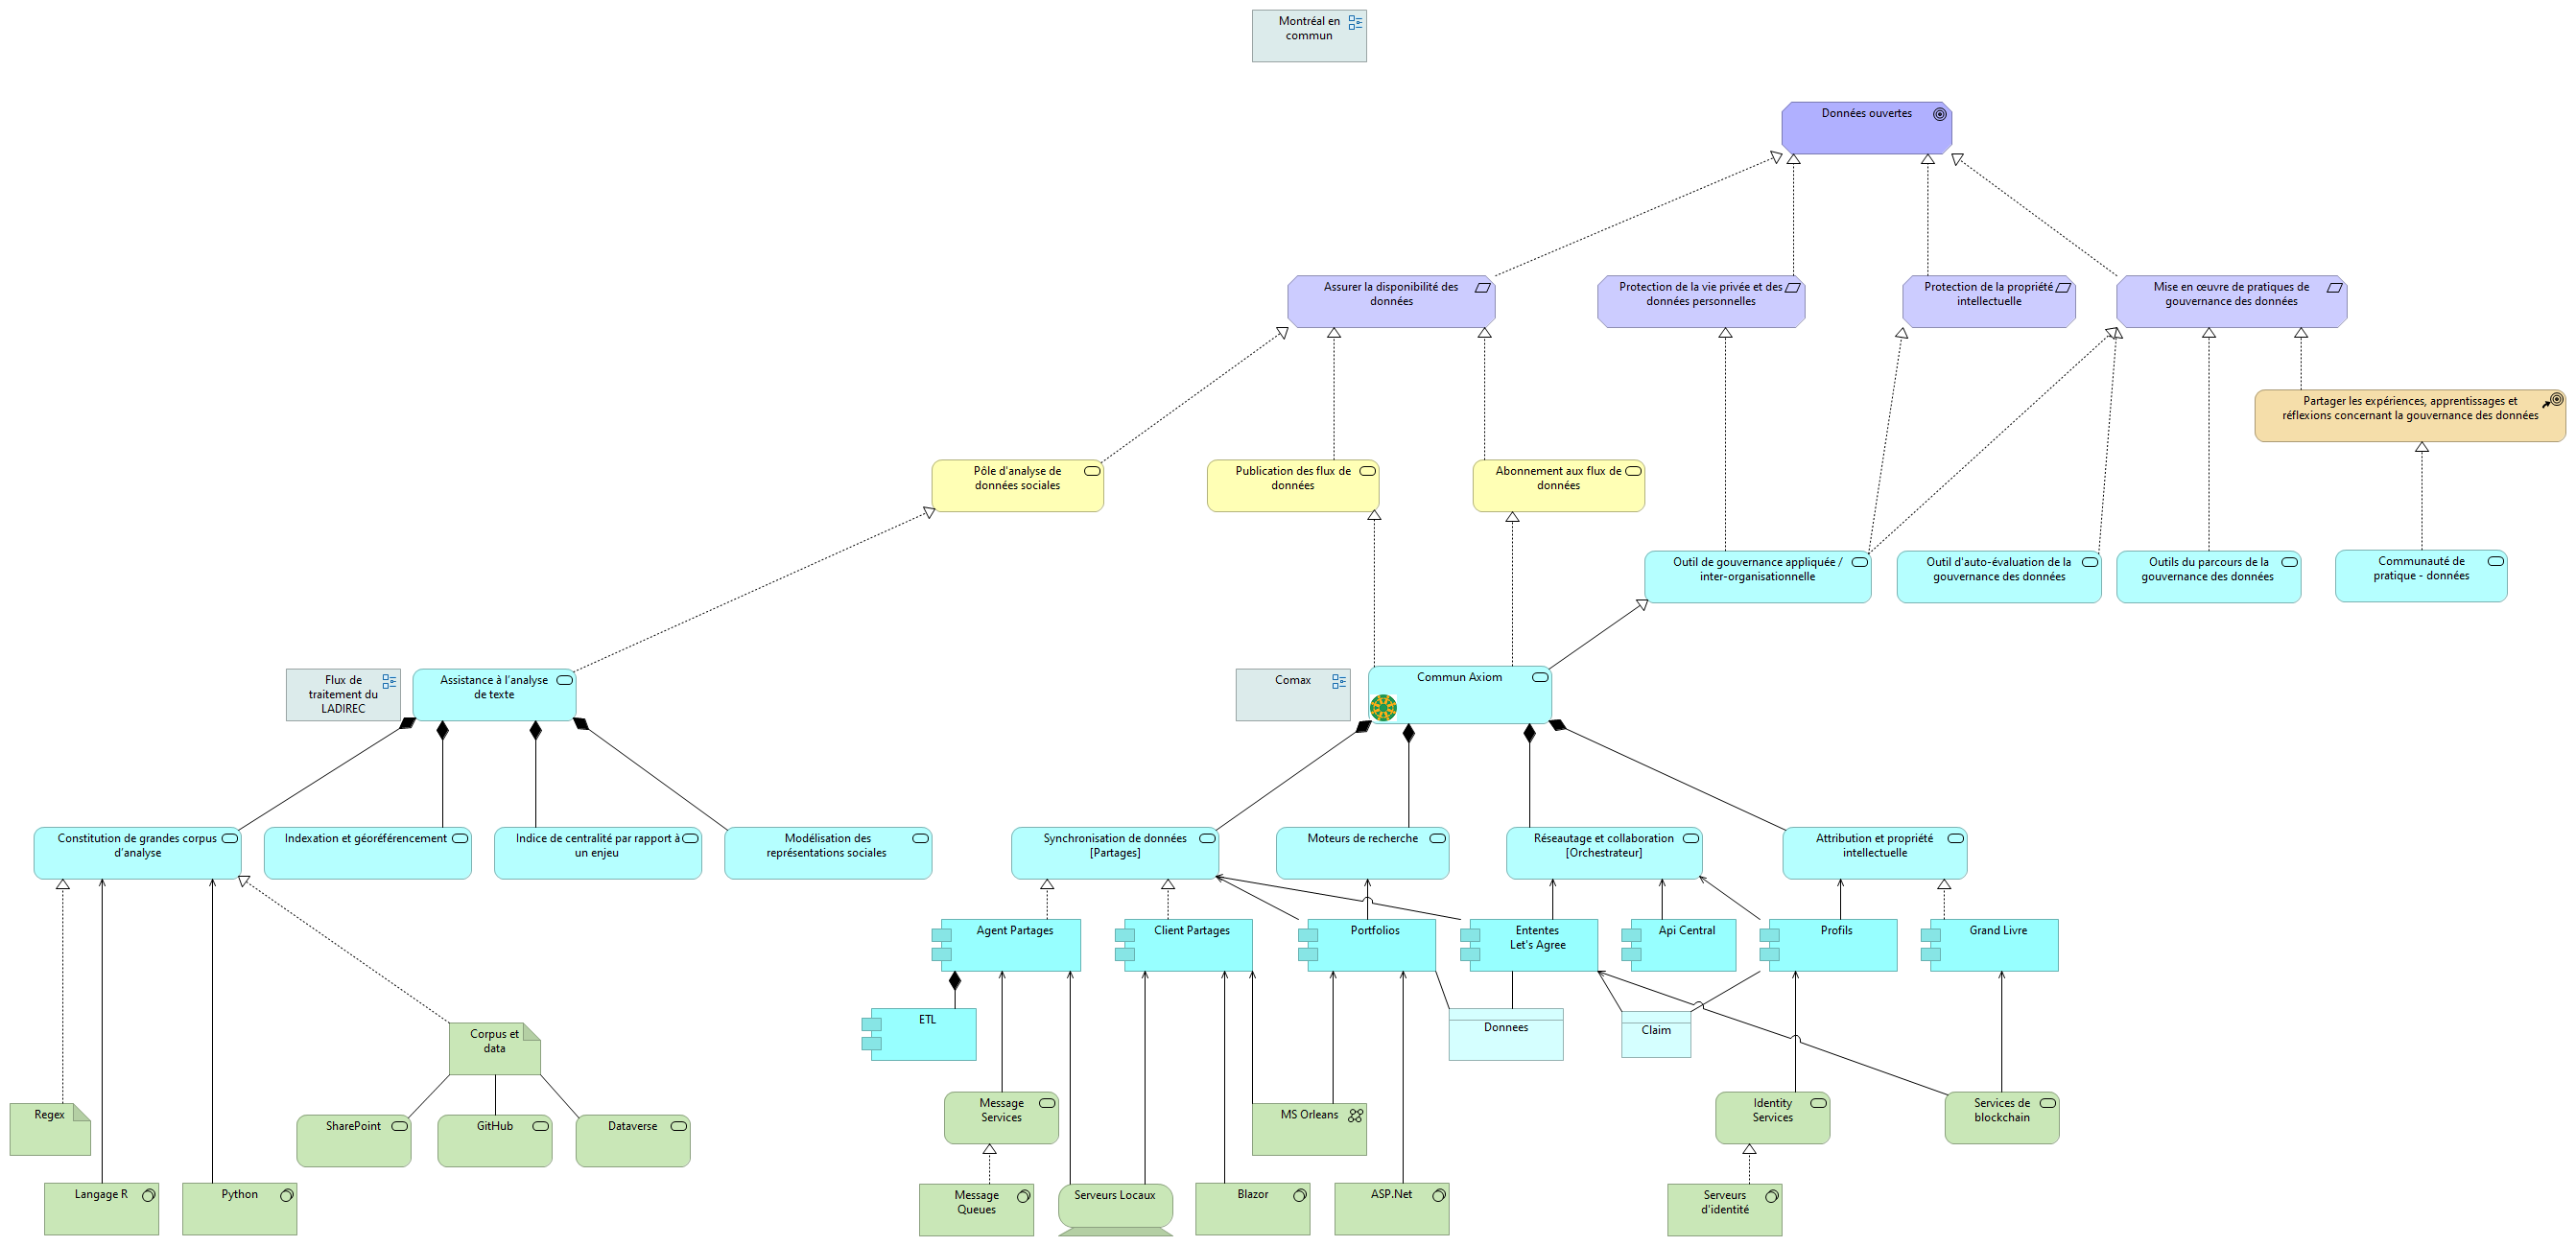 Montréal en
commun
Données ouvertes
Assurer la disponibilité des
données
Protection de la vie privée et des
données personnelles
Protection de la propriété
intellectuelle
Mise en œuvre de pratiques de
gouvernance des données
Partager les expériences, apprentissages et
réflexions concernant la gouvernance des données
Pôle d'analyse de
données sociales
Publication des flux de
données
Abonnement aux flux de
données
Outil de gouvernance appliquée /
inter-organisationnelle
Outil d'auto-évaluation de la
gouvernance des données
Outils du parcours de la
gouvernance des données
Communauté de
pratique - données
Flux de
traitement du
LADIREC
Assistance à l'analyse
de texte
Comax
Commun Axiom
Constitution de grandes corpus
d'analyse
Indexation et géoréférencement
Indice de centralité par rapport à
un enjeu
Modélisation des
représentations sociales
Synchronisation de données
[Partages]
Moteurs de recherche
Réseautage et collaboration
[Orchestrateur]
Attribution et propriété
intellectuelle
Agent Partages
Client Partages
Portfolios
Ententes
Let's Agree
Api Central
Profils
Grand Livre
ETL
Donnees
Claim
Corpus et
data
Regex
SharePoint
GitHub
Dataverse
Message
Services
MS Orleans
Identity
Services
Services de
blockchain
Langage R
Python
Message
Queues
Serveurs Locaux
Blazor
ASP.Net
Serveurs
d'identité